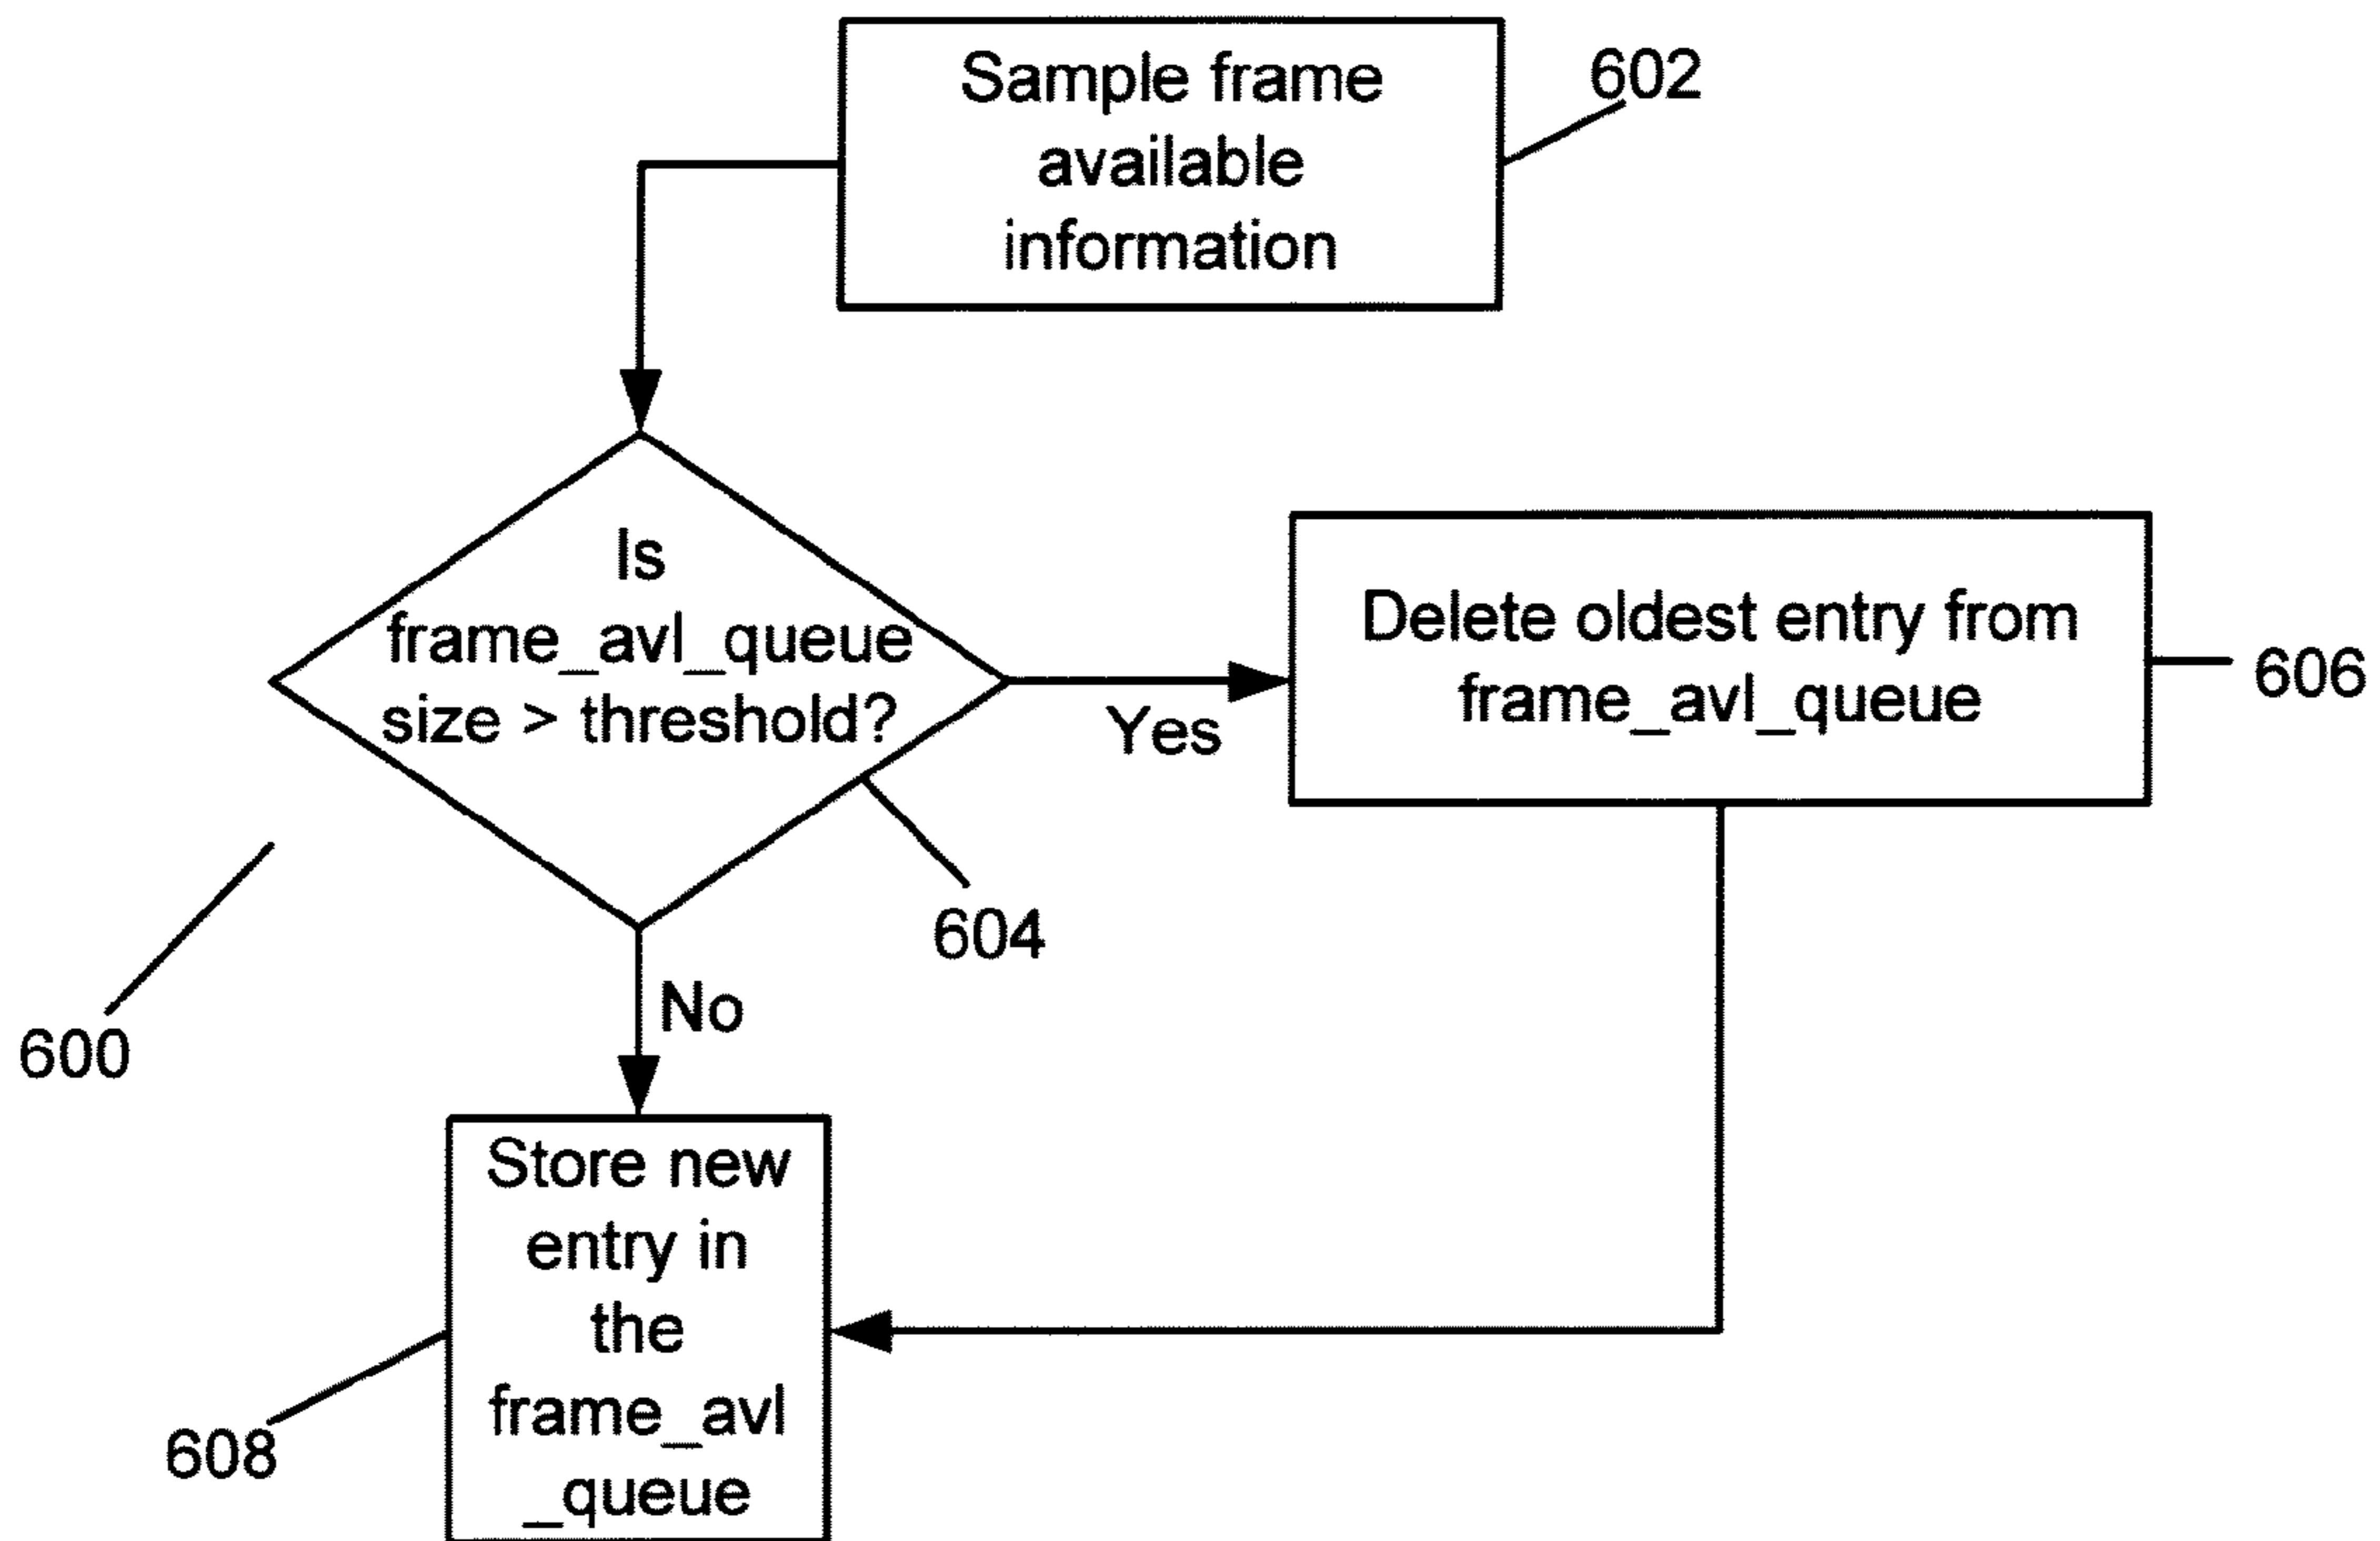 Sample frame
available
information
602
Is
frame_avl_queue
size > threshold?
Yes
604
Delete oldest entry from
frame_avl_queue
606
No
600
Store new
entry in
the
frame_avl
_queue
608